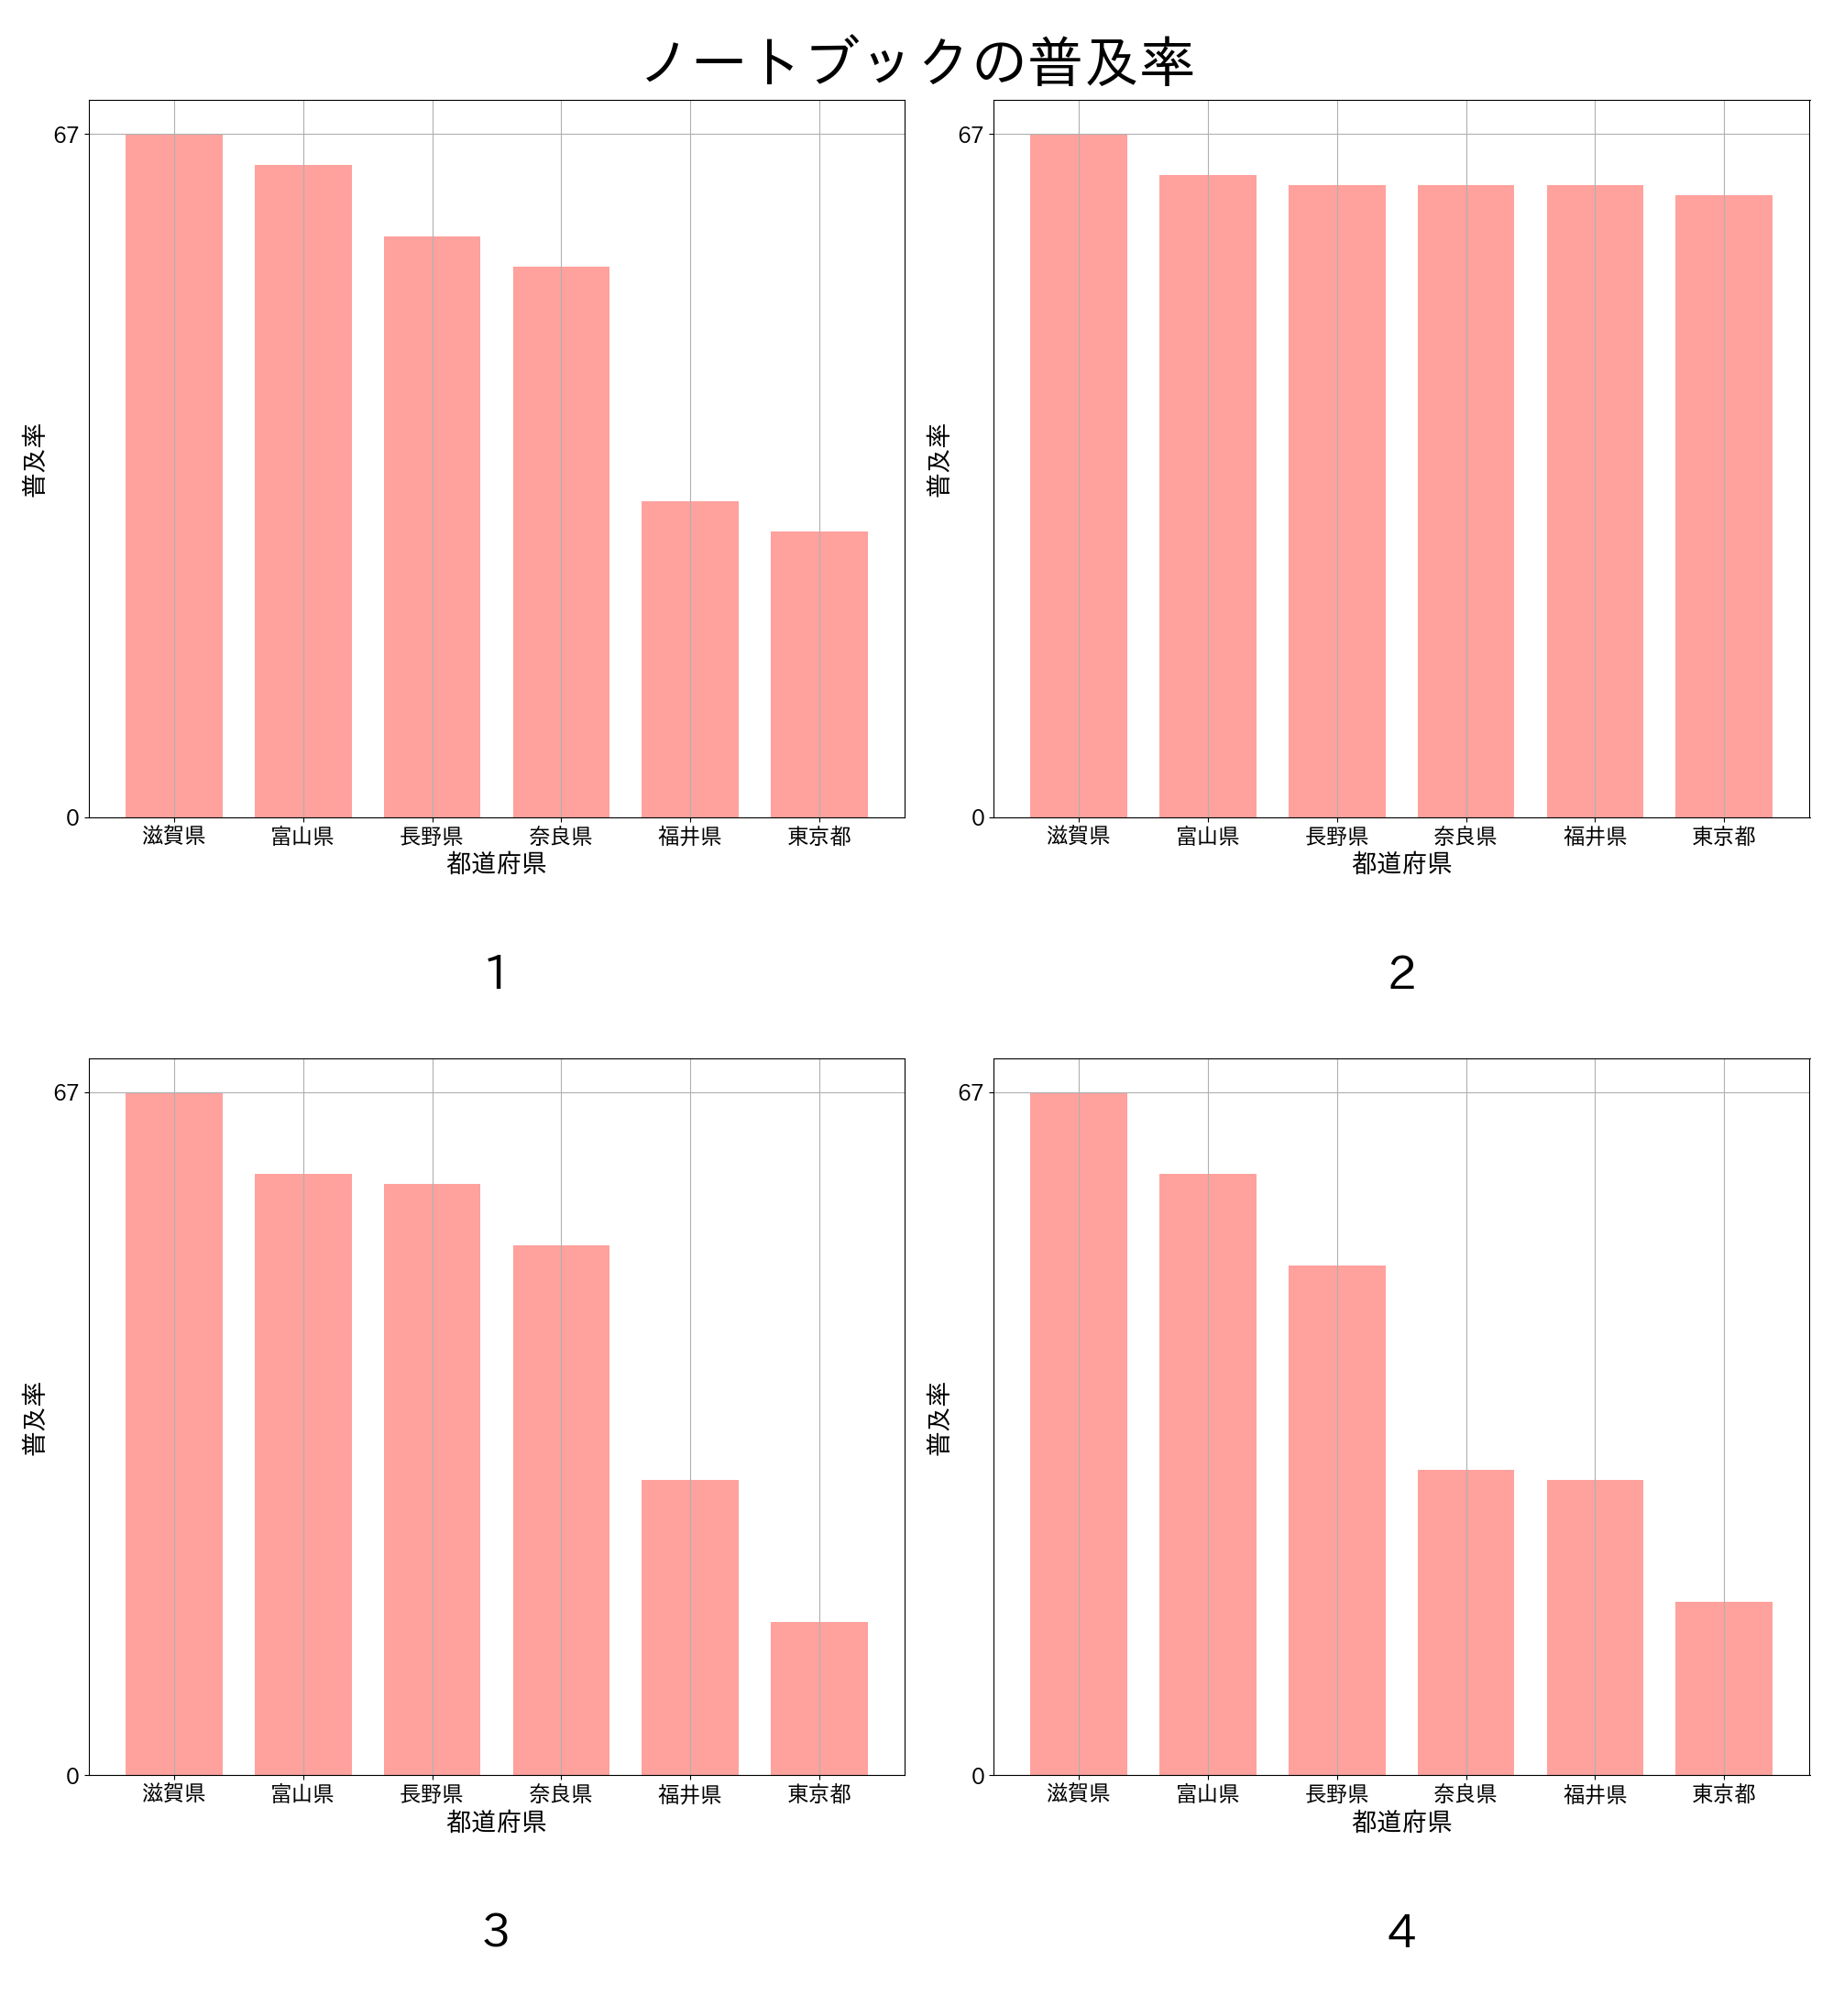 ノートブックの普及率
67
普及率
0
滋賀県 富山県 長野県 奈良県 福井県 東京都
都道府県
1
67
普及率
0
滋賀県 富山県 長野県 奈良県 福井県 東京都
都道府県
2
67
普及率
0
滋賀県 富山県 長野県 奈良県 福井県 東京都
都道府県
3
67
普及率
0
滋賀県 富山県 長野県 奈良県 福井県 東京都
都道府県
4